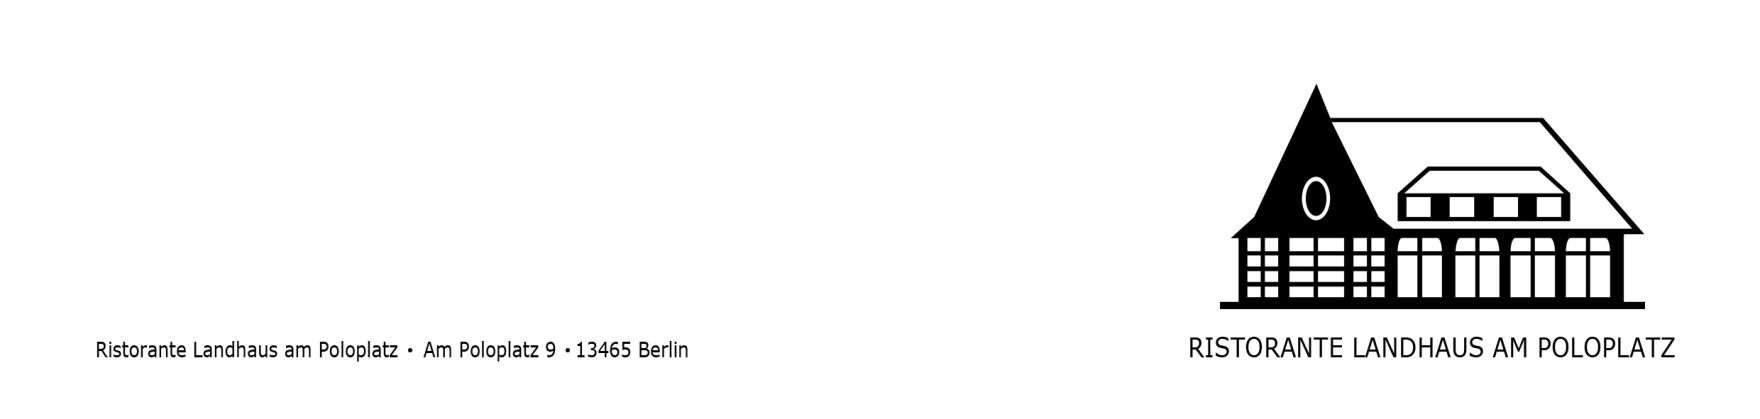 Ristorante Landhaus am Poloplatz • Am Poloplatz 9 • 13465 Berlin
RISTORANTE LANDHAUS AM POLOPLATZ